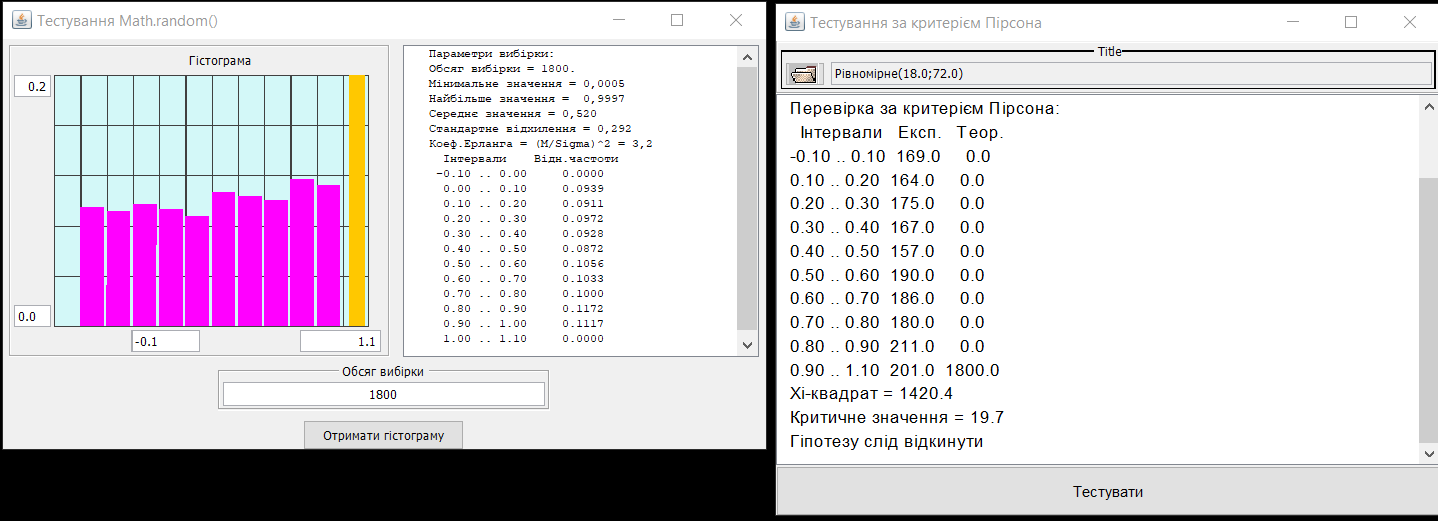 Тестування Math.random()
Гістограма
0.2
0.0
-0.1
1.1
Параметри вибірки:
Обсяг вибірки = 1800.
Мінімальне значення = 0,0005
Найбільше значення =  0,9997
Середнє значення = 0,520
Стандартне відхилення = 0,292
Коеф.Ерланга = (M/Sigma)^2 = 3,2
Інтервали Відн.частоти
-0.10 .. 0.00 0.0000
0.00 .. 0.10 0.0939
0.10 .. 0.20 0.0911
0.20 .. 0.30 0.0972
0.30 .. 0.40 0.0928
0.40 .. 0.50 0.0872
0.50 .. 0.60 0.1056
0.60 .. 0.70 0.1033
0.70 .. 0.80 0.1000
0.80 .. 0.90 0.1172
0.90 .. 1.00 0.1117
1.00 .. 1.10 0.0000
Обсяг вибірки
1800
Отримати гістограму
Тестування за критерієм Пірсона
Title
Рівномірне(18.0;72.0)
Перевірка за критерієм Пірсона:
Інтервали Експ. Теор.
-0.10 .. 0.10 169.0 0.0
0.10 .. 0.20 164.0 0.0
0.20 .. 0.30 175.0 0.0
0.30 .. 0.40 167.0 0.0
0.40 .. 0.50 157.0 0.0
0.50 .. 0.60 190.0 0.0
0.60 .. 0.70 186.0 0.0
0.70 .. 0.80 180.0 0.0
0.80 .. 0.90 211.0 0.0
0.90 .. 1.10 201.0 1800.0
Хі-квадрат = 1420.4
Критичне значення = 19.7
Гіпотезу слід відкинути
Тестувати